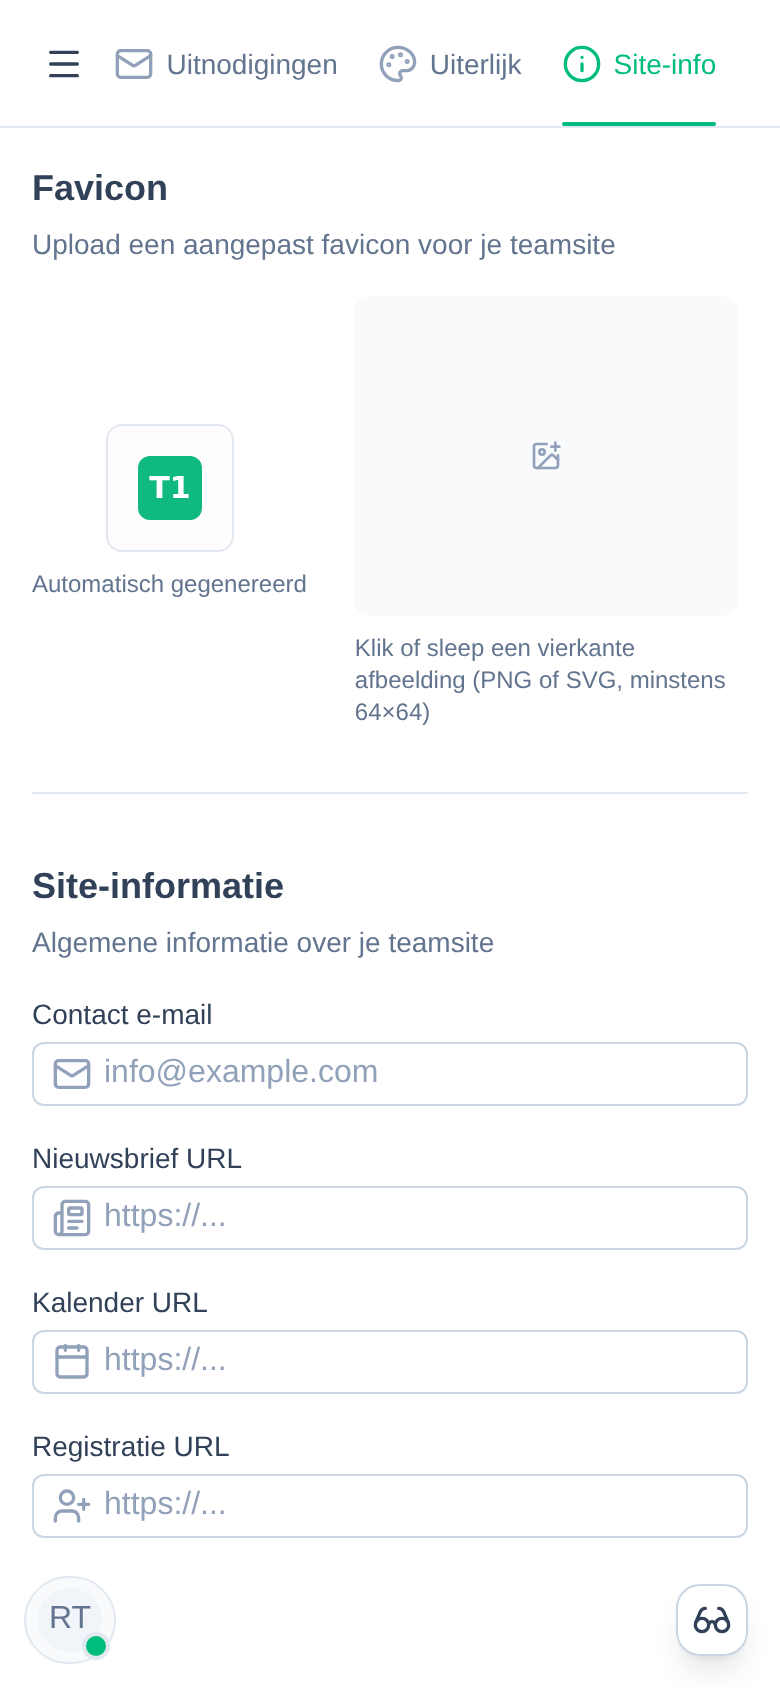 Uitnodigingen
Uiterlijk
Site-info
Favicon
Upload een aangepast favicon voor je teamsite
T1
Automatisch gegenereerd
Klik of sleep een vierkante
afbeelding (PNG of SVG, minstens
64×64)
Site-informatie
Algemene informatie over je teamsite
Contact e-mail
info@example.com
Nieuwsbrief URL
https://...
Kalender URL
https://...
Registratie URL
https://...
RT